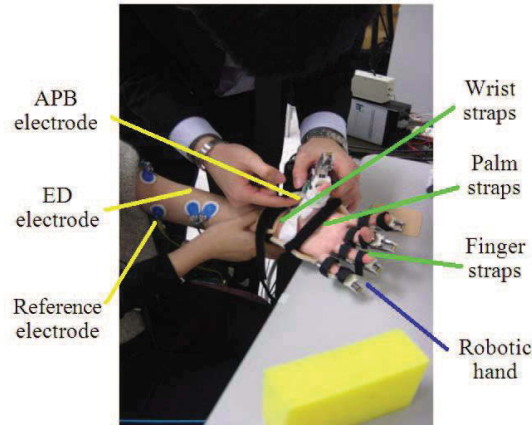 APB
electrode
ED
electrode
Reference
electrode
Wrist
straps
Palm
straps
Finger
straps
Robotic
hand